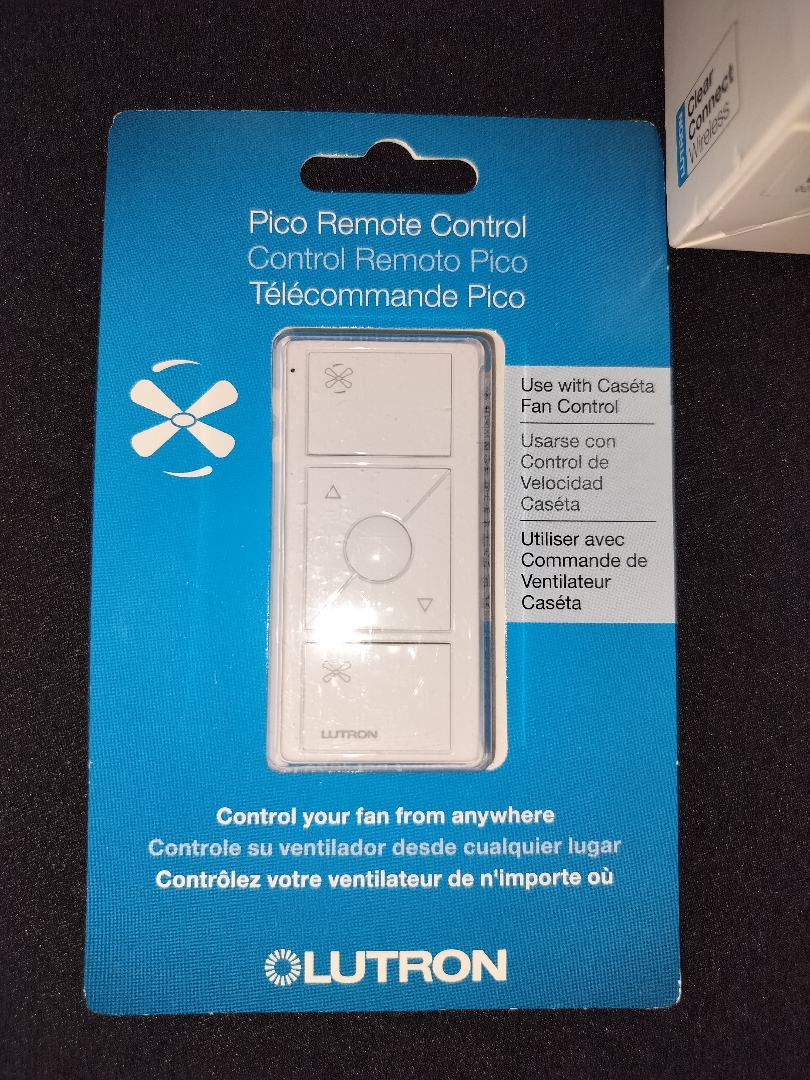 LUTRON
Clear
Connect
Wireless
Pico Remote Control
Control Remoto Pico
Télécommande Pico
Use with Caséta
Fan Control
Usarse con
Control de
Velocidad
Caséta
Utiliser avec
Commande de
Ventilateur
Caséta
LUTRON
Control your fan from anywhere
Controle su ventilador desde cualquier lugar
Contrôlez votre ventilateur de n'importe où
LUTRON